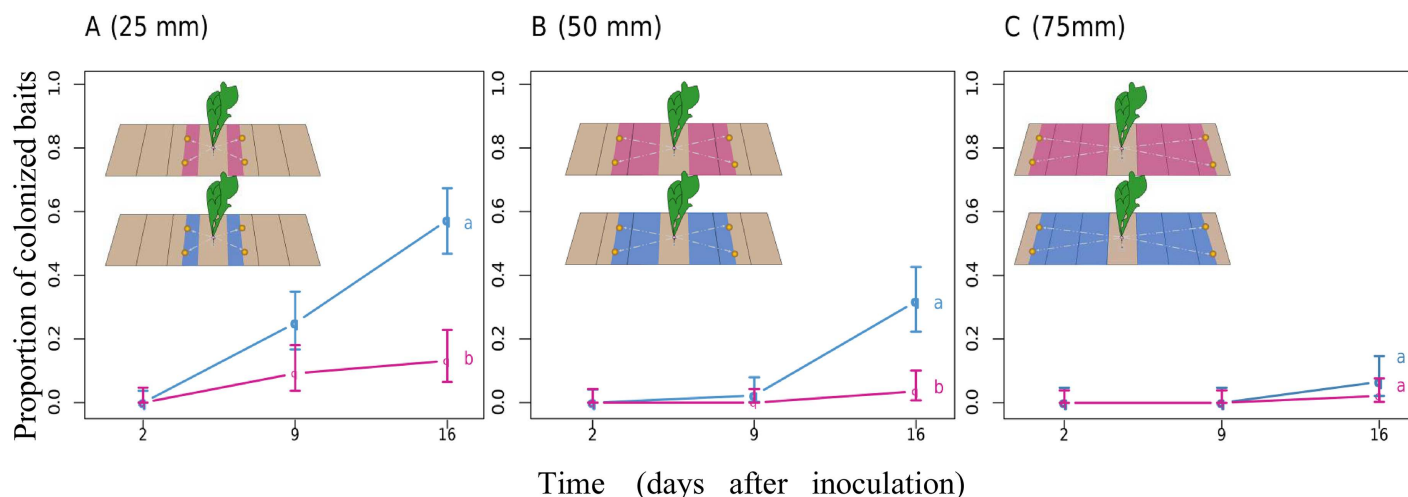 A (25 mm)
B (50 mm)
C (75mm)
Proportion of colonized baits
1.0
0.8
0.6
0.4
0.2
0.0
a
b
2 9 16
1.0
0.8
0.6
0.4
0.2
0.0
a
b
2 9 16
1.0
0.8
0.6
0.4
0.2
0.0
a
a
2 9 16
Time (days after inoculation)